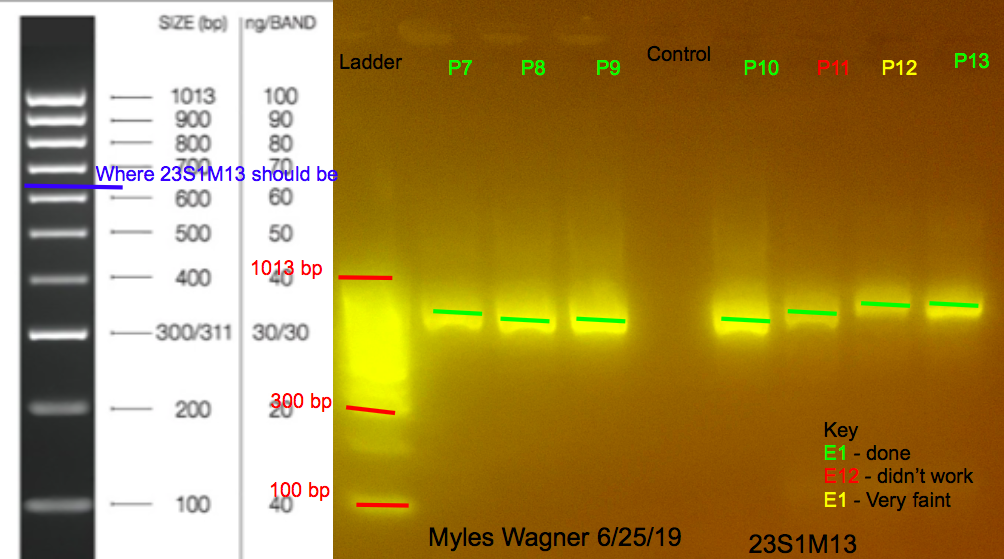 SIZE (bp) ng/BAND
1013 100
900 90
800 80
700 70
Where 23S1M13 should be
600 60
500 50
400 40
300/311 30/30
200 20
100 40
Ladder P7 P8 P9 Control P10 P11 P12 P13
1013 bp
300 bp
100 bp
Key
E1 - done
E12 - didn't work
E1 - Very faint
Myles Wagner 6/25/19 23S1M13